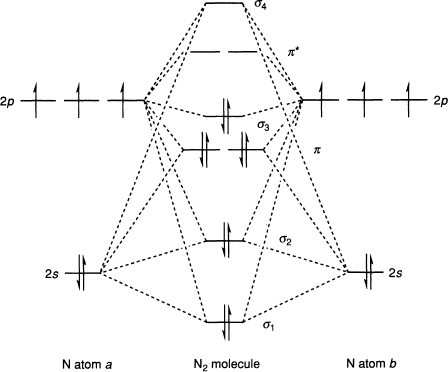 σ4
π*
2p
2p
σ3
π
σ2
2s
2s
σ1
N atom a
N2 molecule
N atom b